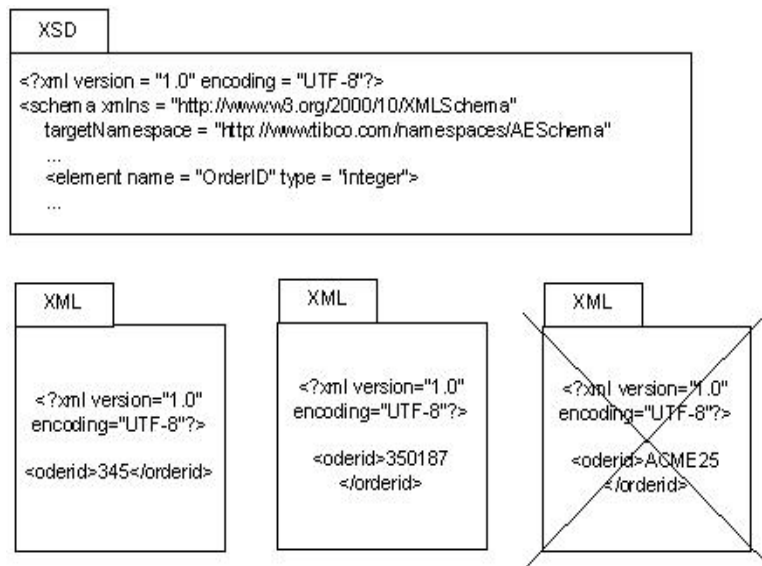 XSD
<?xml version = "1.0" encoding = "UTF-8"?>
<schema xmlns = "http://www.w3.org/2000/10/XMLSchema"
targetNamespace = "http://www.tibco.com/namespaces/AESchema"
...
<element name = "OrderID" type = "integer">
...
XML
<?xml version="1.0"
encoding="UTF-8"?>
<oderid>345</orderid>
XML
<?xml version="1.0"
encoding="UTF-8"?>
<oderid>350187
</orderid>
XML
<?xml version="1.0"
encoding="UTF-8"?>
<oderid>ACME25
</orderid>